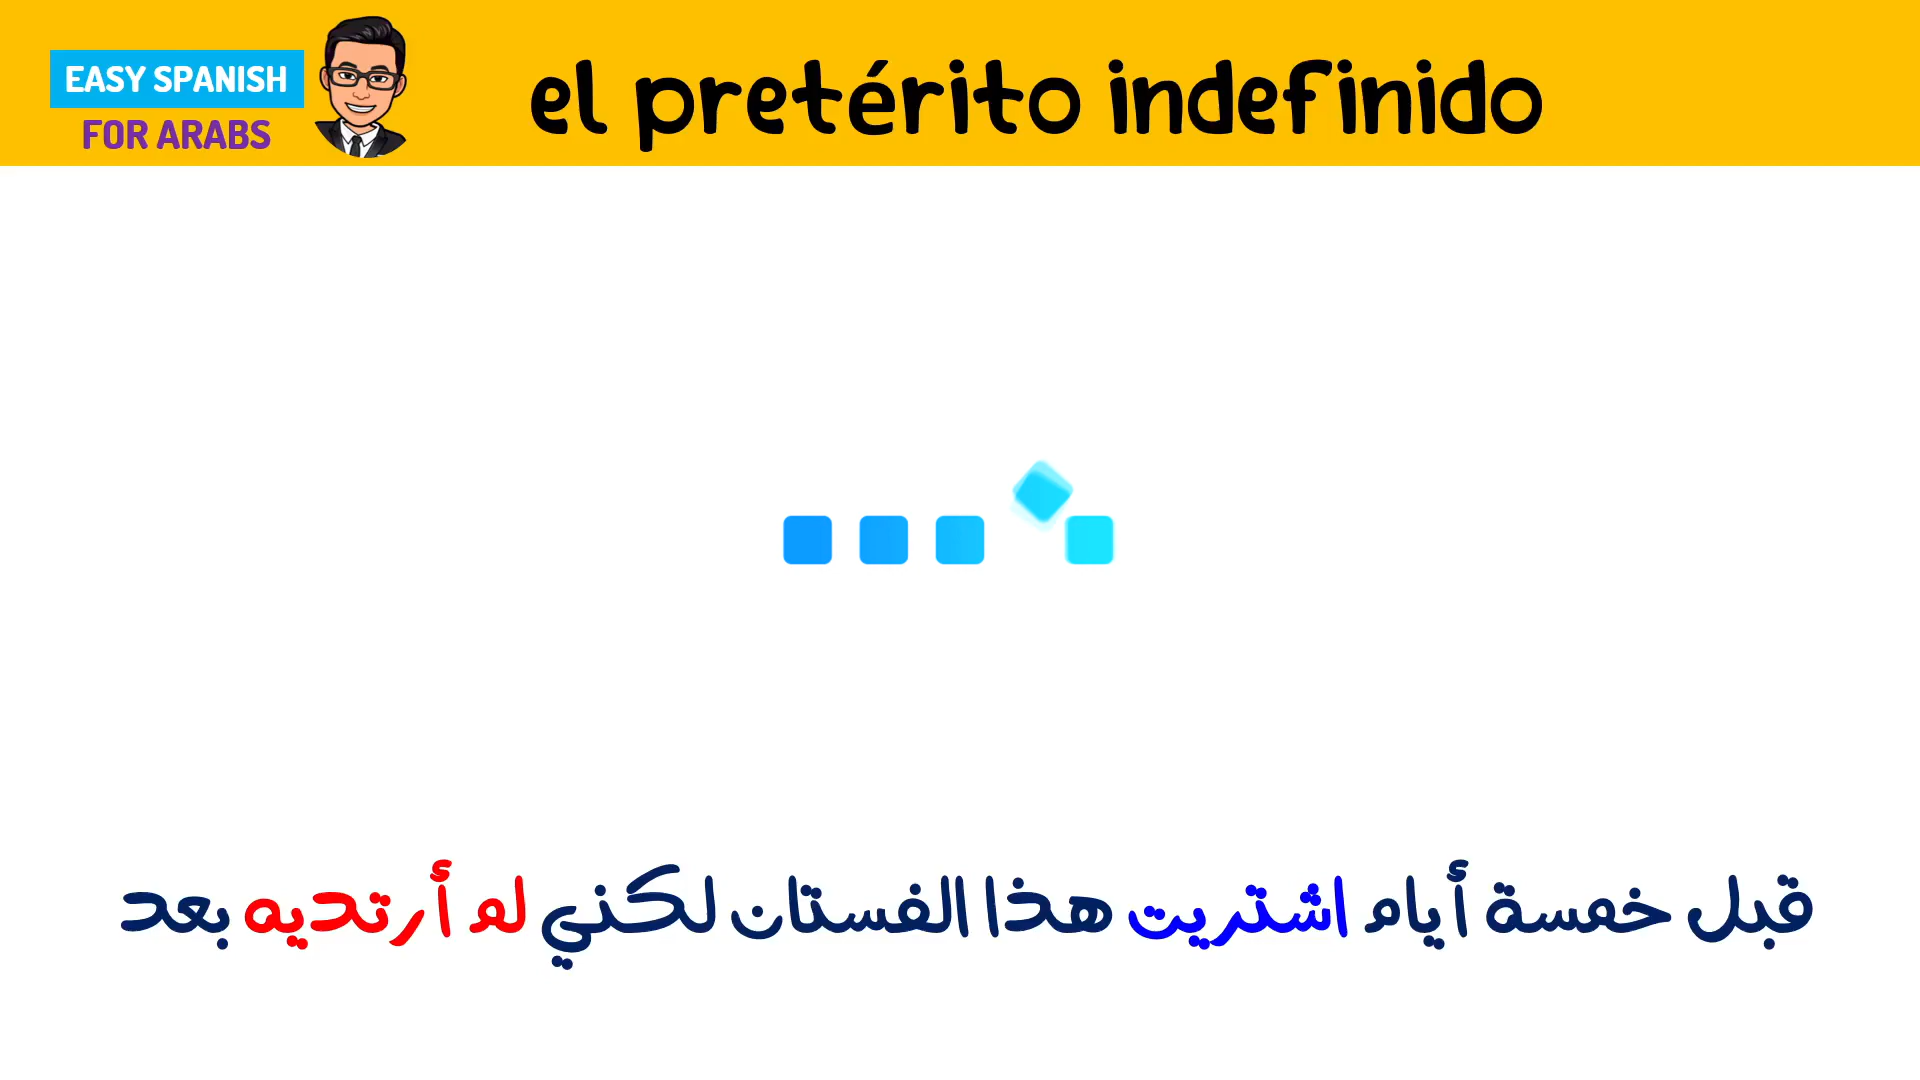 EASY SPANISH
FOR ARABS
el pretérito indefinido
قبل خمسة أيام اشتريت هذا الفستان لكني لم أرتديه بعد